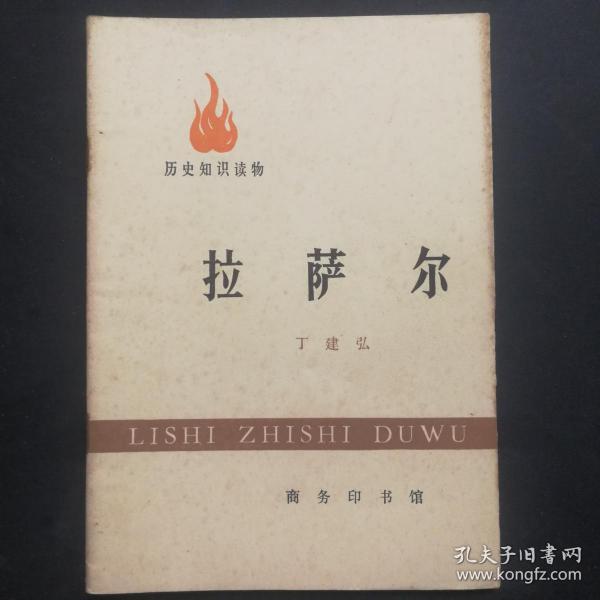 历史知识读物
拉萨尔
丁建弘
LISHI ZHISHI DUWU
商务印书馆
孔夫子旧书网
www.kongfz.com